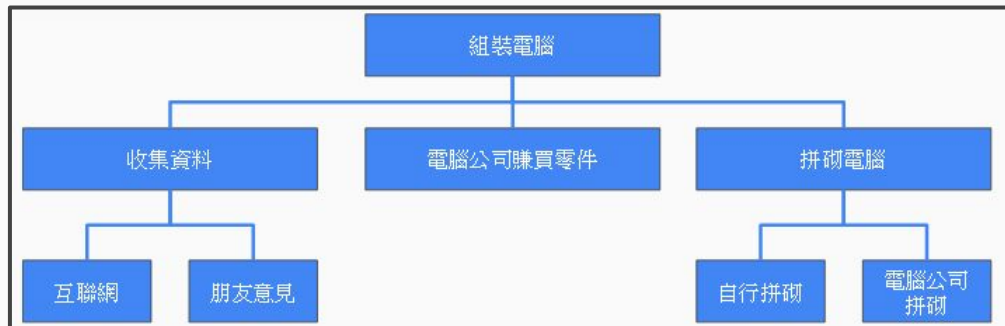 組裝電腦
收集資料
電腦公司賺買零件
拼砌電腦
互聯網
朋友意見
自行拼砌
電腦公司
拼砌